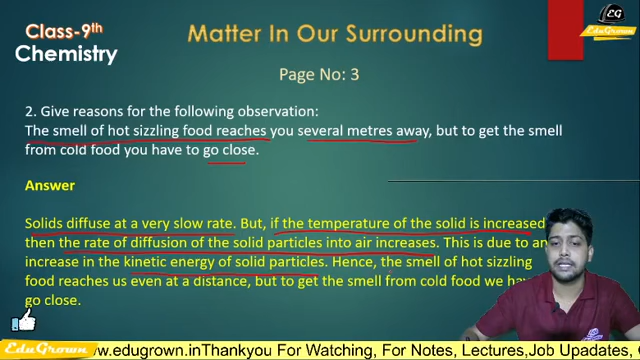 Class-9th
Chemistry
Matter In Our Surrounding
EG
EduGrown
Page No: 3
2. Give reasons for the following observation:
The smell of hot sizzling food reaches you several metres away, but to get the smell
from cold food you have to go close.
Answer
Solids diffuse at a very slow rate. But, if the temperature of the solid is increased
then the rate of diffusion of the solid particles into air increases. This is due to an
increase in the kinetic energy of solid particles. Hence, the smell of hot sizzling
food reaches us even at a distance, but to get the smell from cold food we have
go close.
EduGrown
www.edugrown.inThankyou For Watching, For Notes, Lectures,Job Upadates,